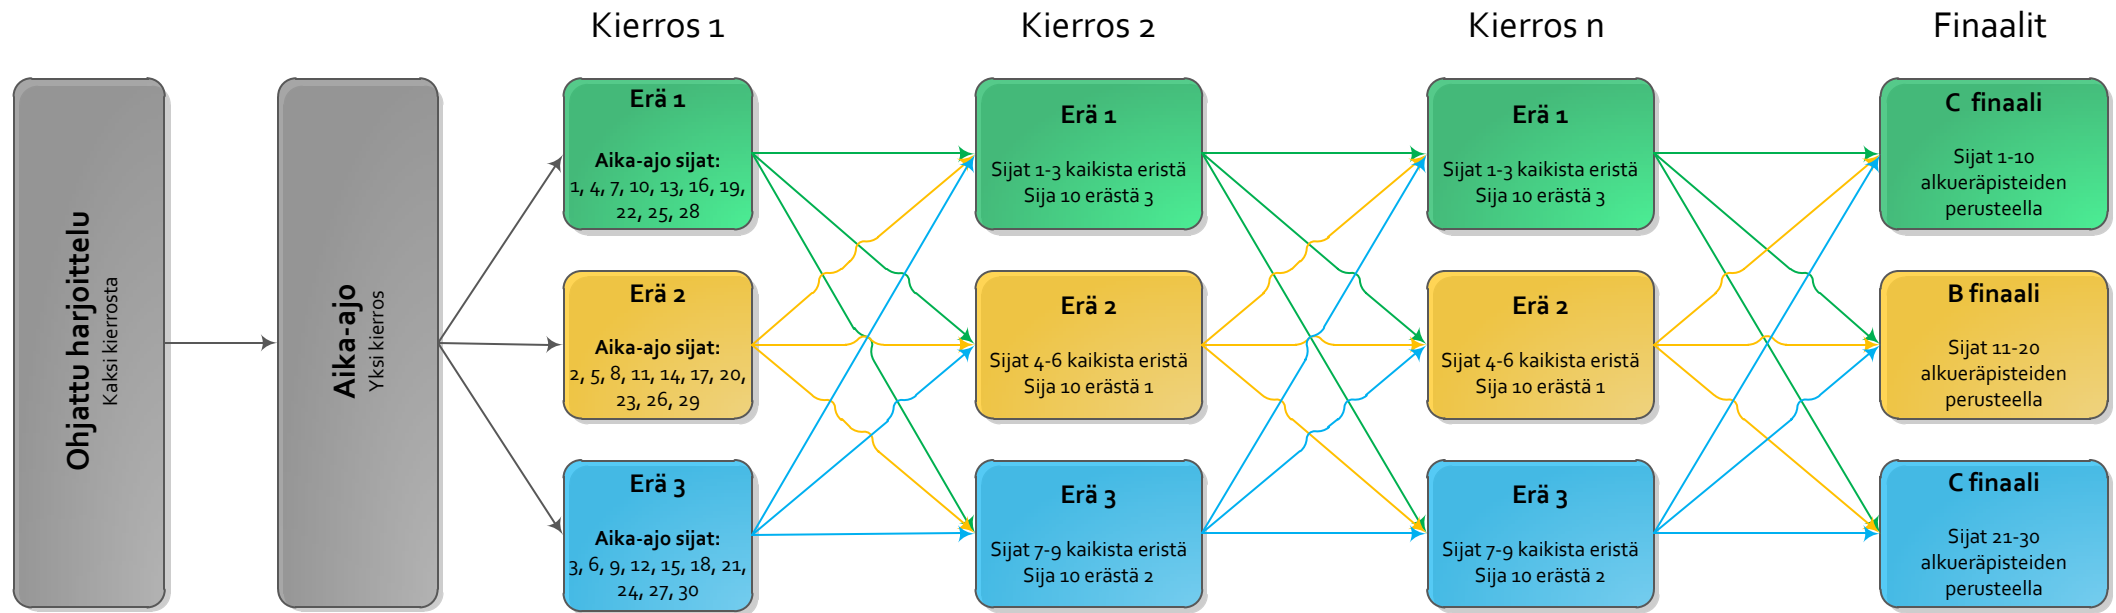 Kierros 1
Kierros 2
Kierros n
Finaalit
Ohjattu harjoittelu
Kaksi kierrosta
Aika-ajo
Yksi kierros
Erä 1
Aika-ajo sijat:
1, 4, 7, 10, 13, 16, 19,
22, 25, 28
Erä 2
Aika-ajo sijat:
2, 5, 8, 11, 14, 17, 20,
23, 26, 29
Erä 3
Aika-ajo sijat:
3, 6, 9, 12, 15, 18, 21,
24, 27, 30
Erä 1
Sijat 1-3 kaikista eristä
Sija 10 erästä 3
Erä 2
Sijat 4-6 kaikista eristä
Sija 10 erästä 1
Erä 3
Sijat 7-9 kaikista eristä
Sija 10 erästä 2
Erä 1
Sijat 1-3 kaikista eristä
Sija 10 erästä 3
Erä 2
Sijat 4-6 kaikista eristä
Sija 10 erästä 1
Erä 3
Sijat 7-9 kaikista eristä
Sija 10 erästä 2
C finaali
Sijat 1-10
alkueräpisteiden
perusteella
B finaali
Sijat 11-20
alkueräpisteiden
perusteella
C finaali
Sijat 21-30
alkueräpisteiden
perusteella